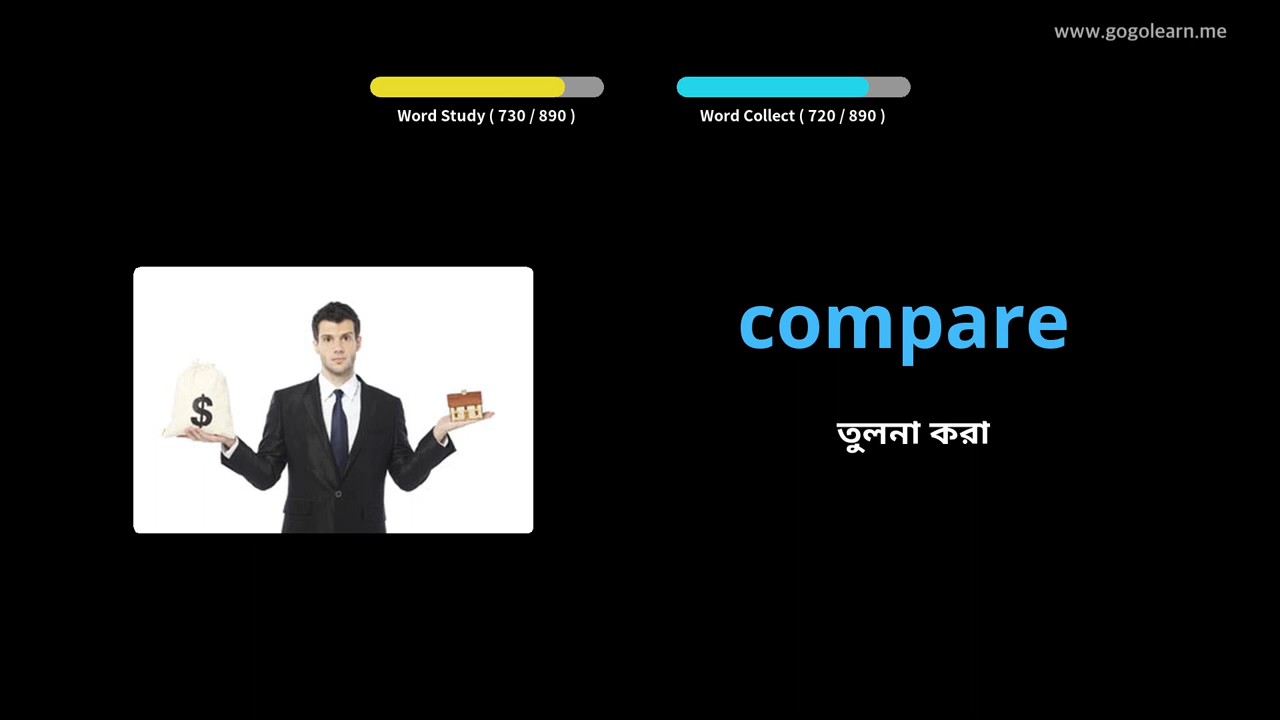 www.gogolearn.me
Word Study ( 730 / 890 )
Word Collect ( 720 / 890 )
$
compare
তুলনা করা